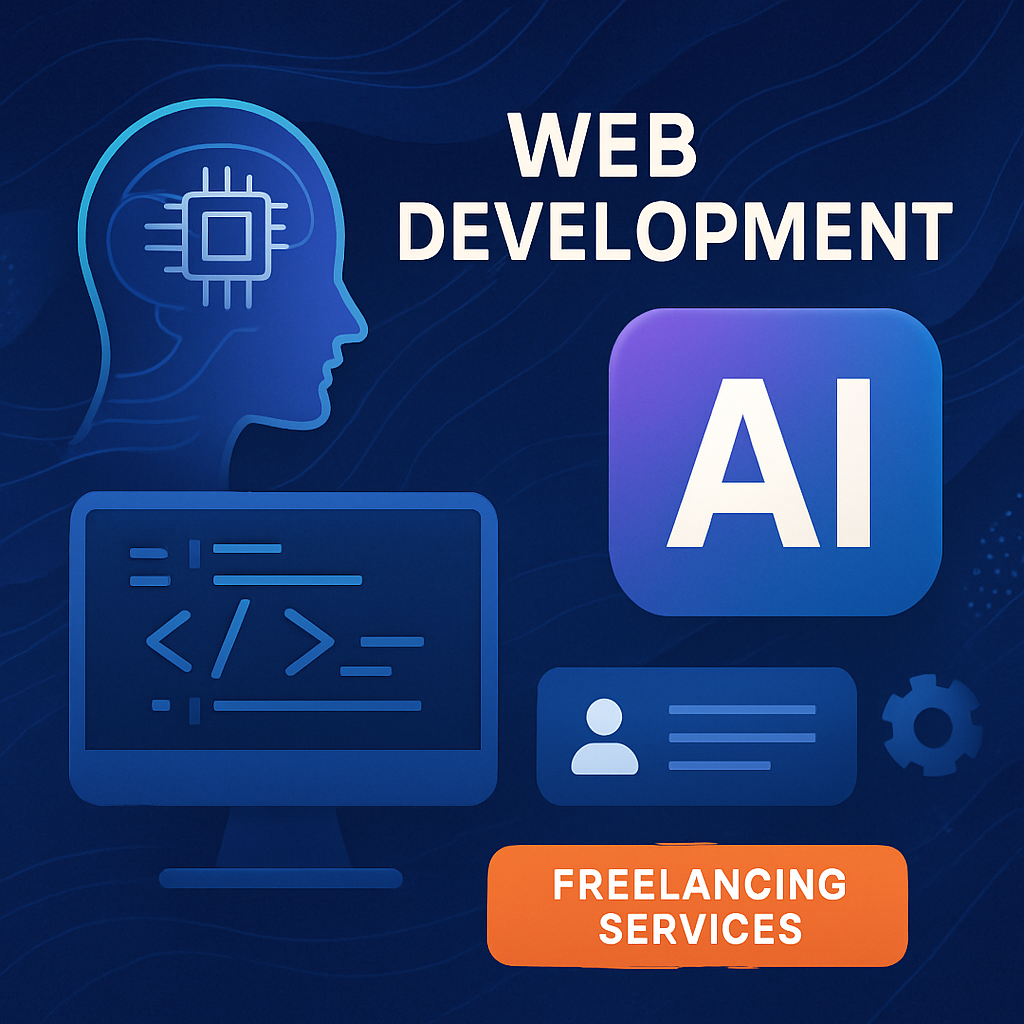 WEB
DEVELOPMENT
AI
</>
FREELANCING
SERVICES